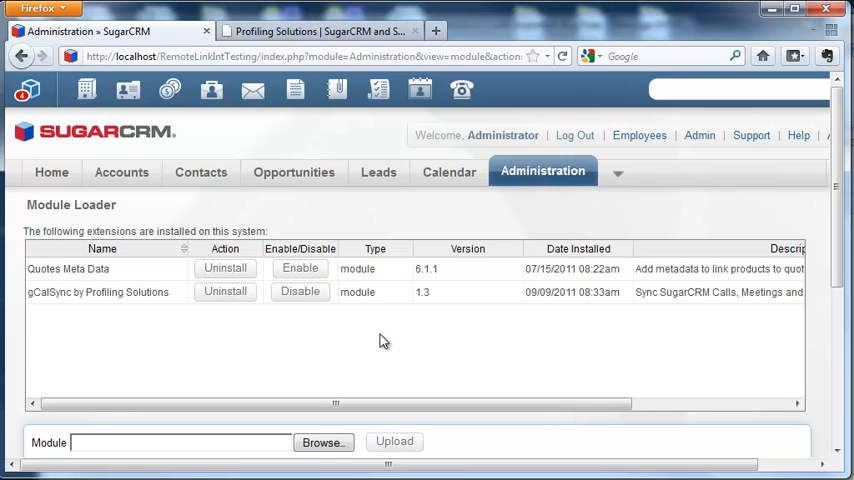 Firefox
Administration » SugarCRM
Profiling Solutions | SugarCRM and S...
http://localhost/RemoteLinkIntTesting/index.php?module=Administration&view=module&action
Google
4
SUGARCRM.
Welcome, Administrator
Log Out
Employees
Admin
Support
Help
Home
Accounts
Contacts
Opportunities
Leads
Calendar
Administration
Module Loader
The following extensions are installed on this system:
Name Action Enable/Disable Type Version Date Installed Descrip
Quotes Meta Data Uninstall Enable module 6.1.1 07/15/2011 08:22am Add metadata to link products to quot
gCalSync by Profiling Solutions Uninstall Disable module 1.3 09/09/2011 08:33am Sync SugarCRM Calls, Meetings and
Module Browse... Upload